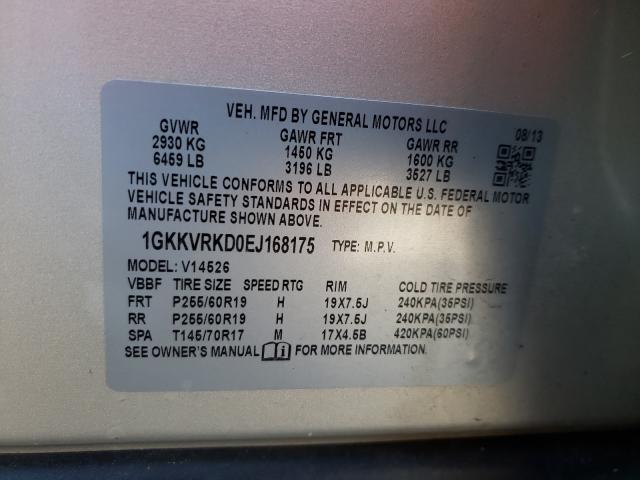 VEH. MFD BY GENERAL MOTORS LLC 08/13
GVWR GAWR FRT GAWR RR
2930 KG 1450 KG 1600 KG
6459 LB 3196 LB 3527 LB
THIS VEHICLE CONFORMS TO ALL APPLICABLE U.S. FEDERAL MOTOR
VEHICLE SAFETY STANDARDS IN EFFECT ON THE DATE OF
MANUFACTURE SHOWN ABOVE.
1GKKVRKD0EJ168175 TYPE: M.P.V.
MODEL: V14526
VBBF TIRE SIZE SPEED RTG RIM COLD TIRE PRESSURE
FRT P255/60R19 H 19X7.5J 240KPA(35PSI)
RR P255/60R19 H 19X7.5J 240KPA(35PSI)
SPA T145/70R17 M 17X4.5B 420KPA(60PSI)
SEE OWNER'S MANUAL i FOR MORE INFORMATION.